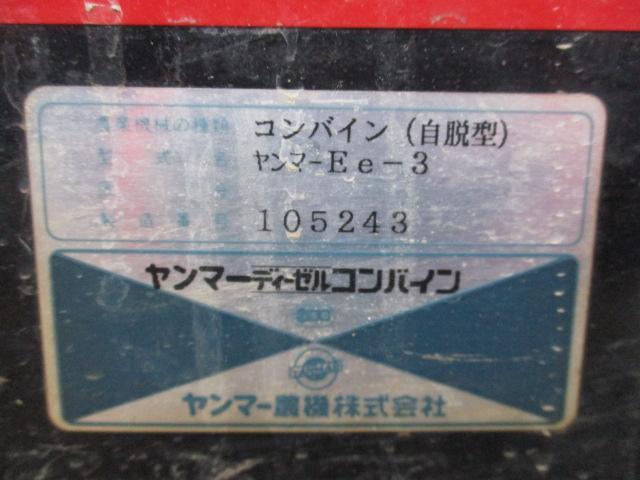 農業機械の種類 コンバイン(自脱型)
型式名 ヤンマーEe-3
区分
製造番号 105243
ヤンマーディーゼルコンバイン
ヤンマー農機株式会社